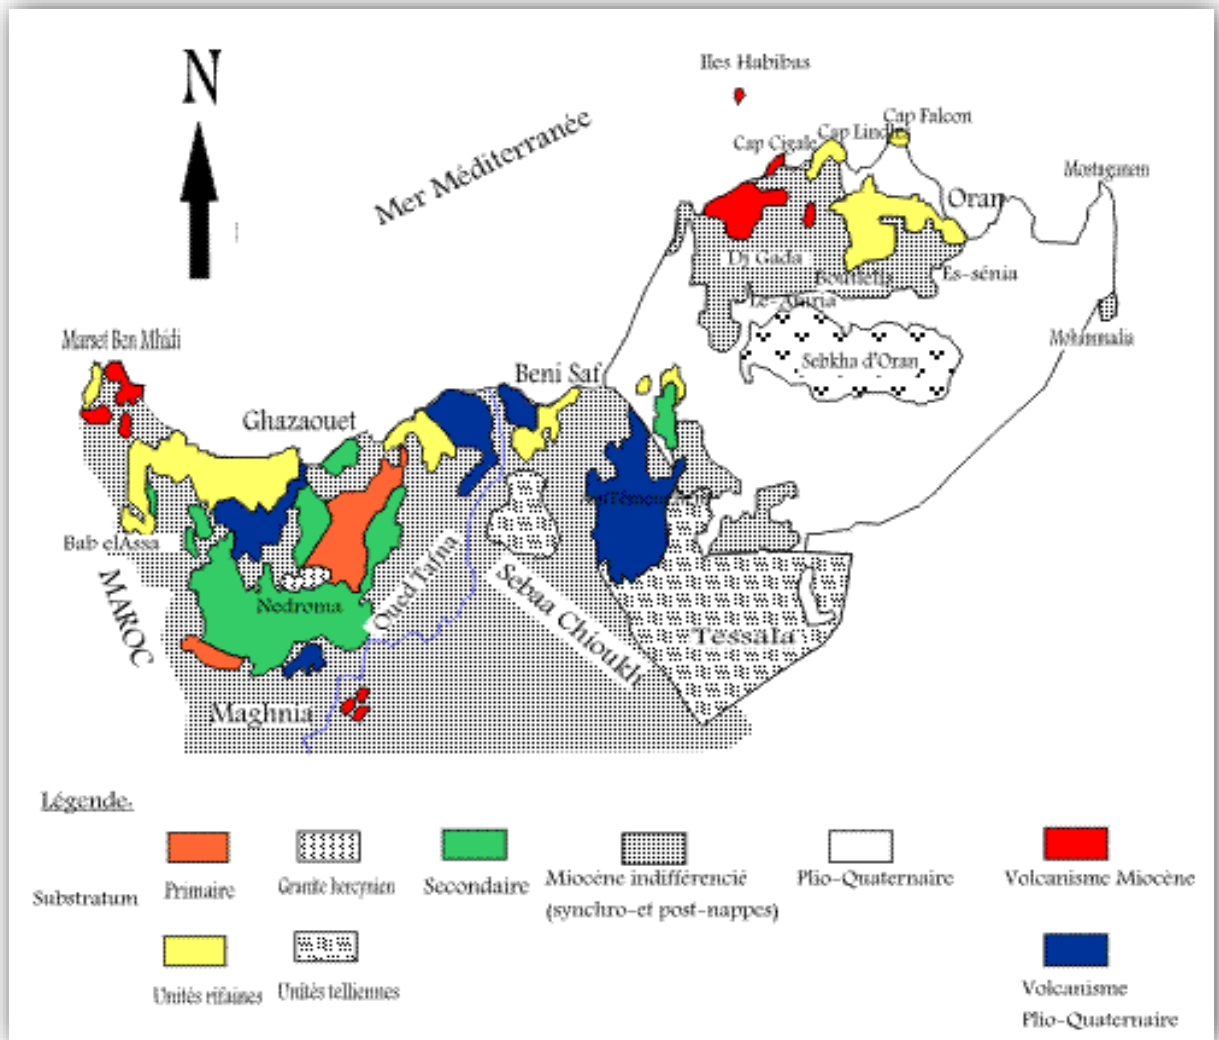 N
Iles Habibas
Mer Méditerranée
Cap Falcon
Cap Lindles
Cap Cigale
Mostaganem
Oran
Dj Gada
Boutlelis
Es-sénia
Le-Amria
Mohammadia
Sebkha d'Oran
Marset Ben Mhidi
Beni Saf
Ghazaouet
Bab elAssa
MAROC
Nedroma
Oued Tafna
Sebaa Chioukh
Tessala
Maghnia
Légende.
Substratum
Primaire
Granite hercynien
Secondaire
Miocène indifférencié
(synchro-et post-nappes)
Plio-Quaternaire
Volcanisme Miocène
Unités rifaines
Unités telliennes
Volcanisme
Plio-Quaternaire